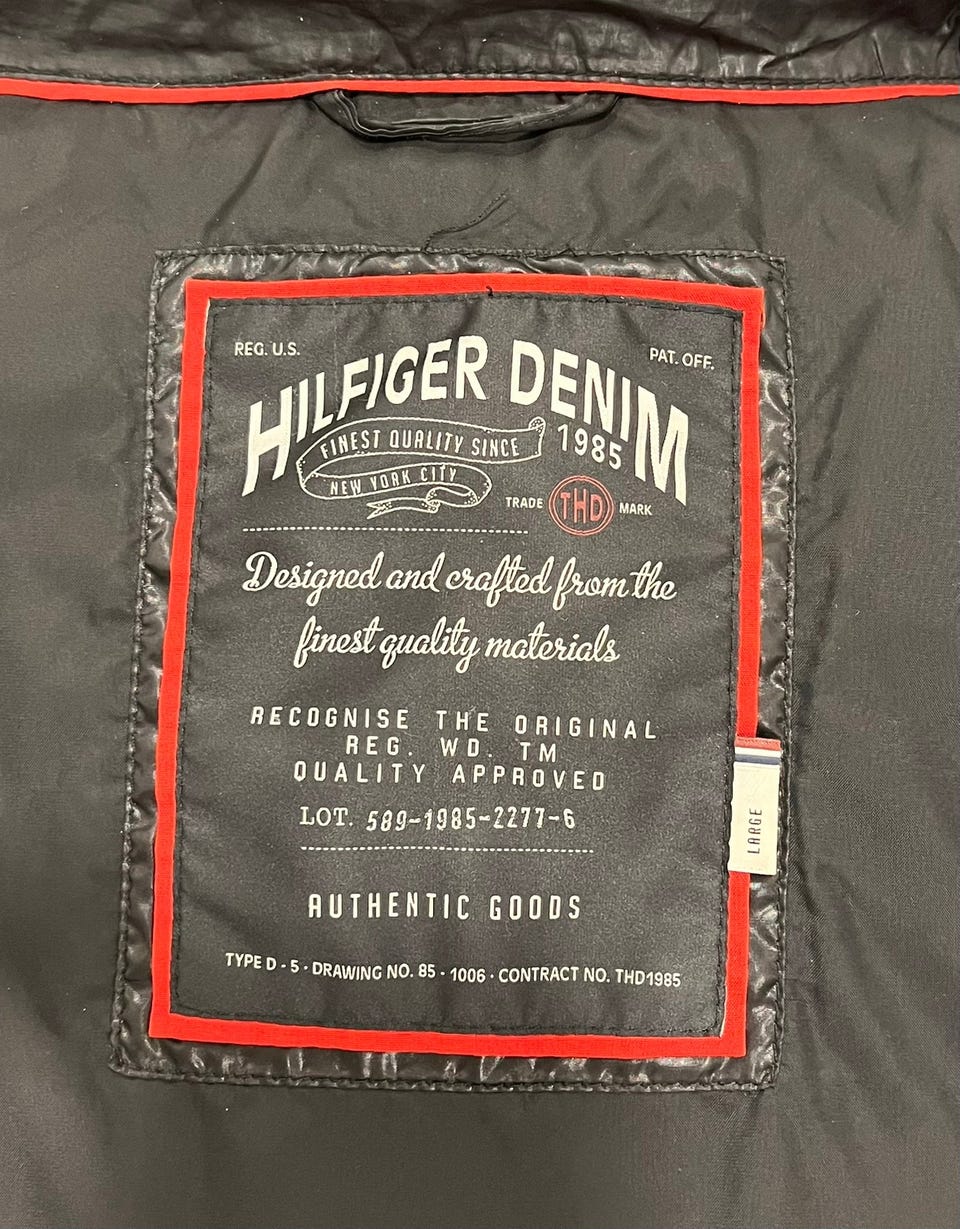 REG. U.S. PAT. OFF.
HILFIGER DENIM
FINEST QUALITY SINCE 1985
NEW YORK CITY
TRADE THD MARK
Designed and crafted from the
finest quality materials
RECOGNISE THE ORIGINAL
REG. WD. TM
QUALITY APPROVED
LOT. 589-1985-2277-6
LARGE
AUTHENTIC GOODS
TYPE D - 5 · DRAWING NO. 85 - 1006 · CONTRACT NO. THD1985